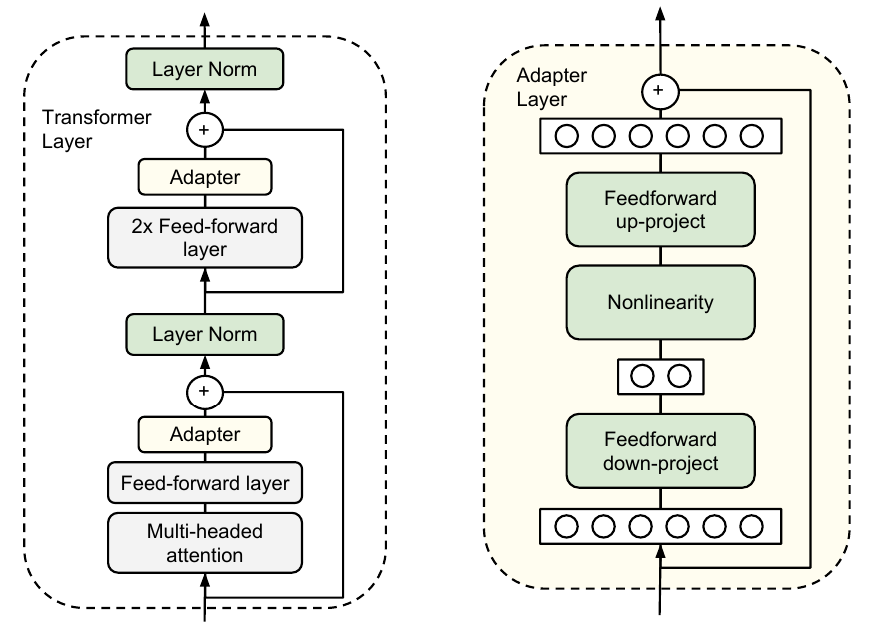 Transformer
Layer
Layer Norm
+
Adapter
2x Feed-forward
layer
Layer Norm
+
Adapter
Feed-forward layer
Multi-headed
attention
Adapter
Layer
+
Feedforward
up-project
Nonlinearity
Feedforward
down-project